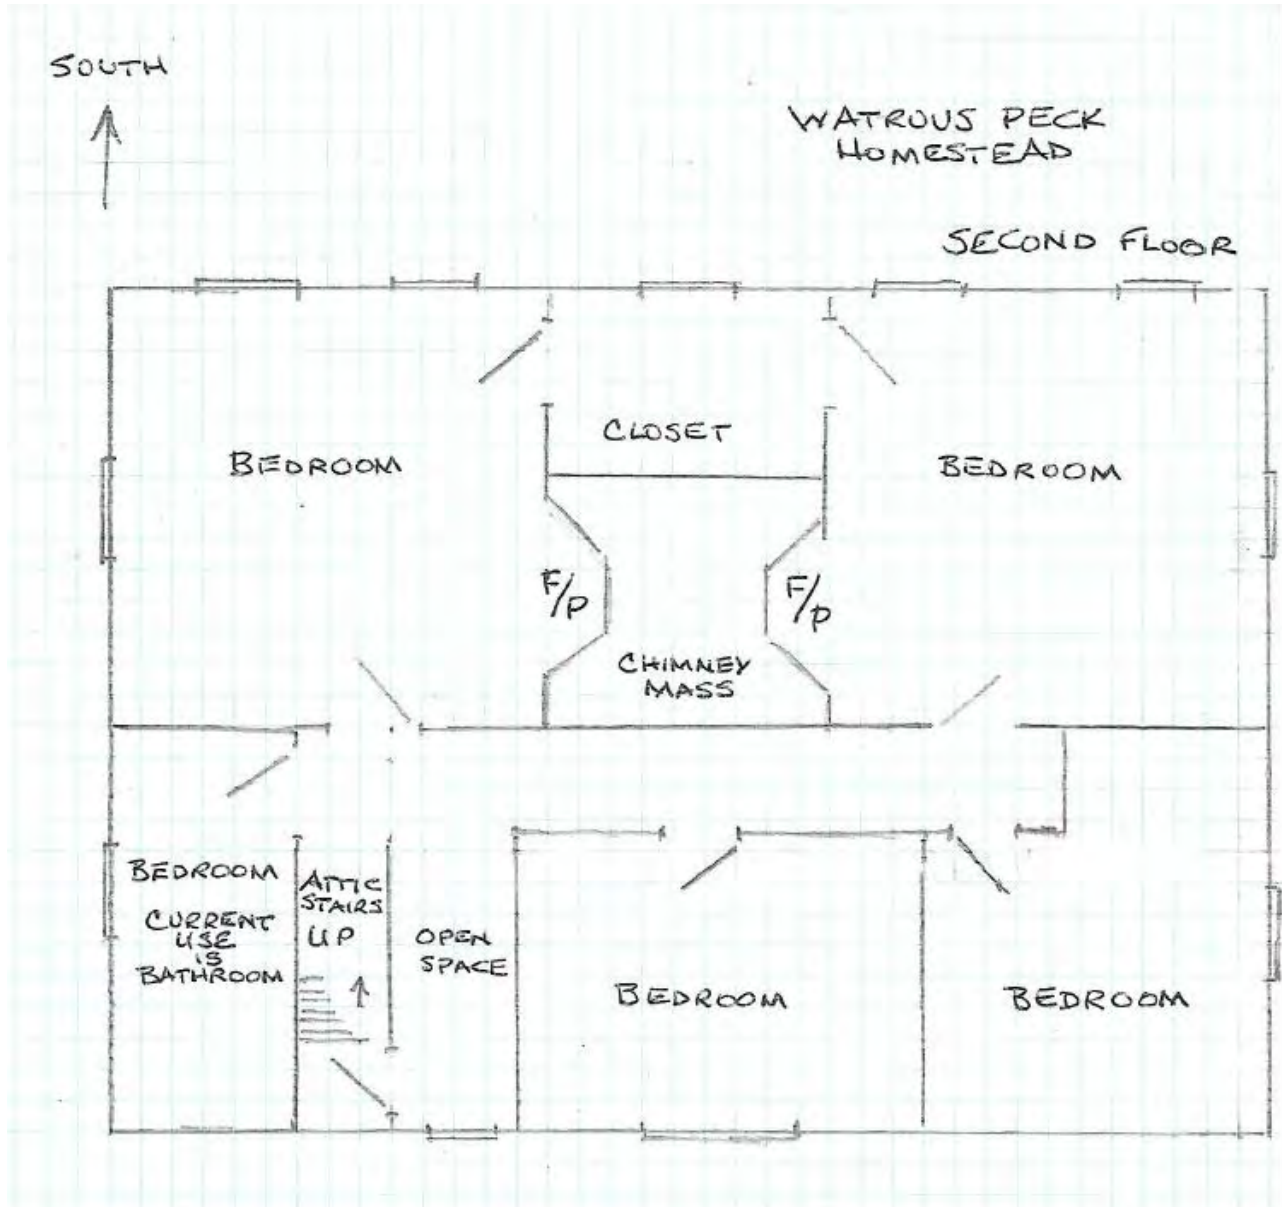 SOUTH
WATROUS PECK
HOMESTEAD
SECOND FLOOR
CLOSET
BEDROOM
BEDROOM
F/P
F/P
CHIMNEY
MASS
BEDROOM
CURRENT
USE
IS
BATHROOM
ATTIC
STAIRS
UP
OPEN
SPACE
BEDROOM
BEDROOM